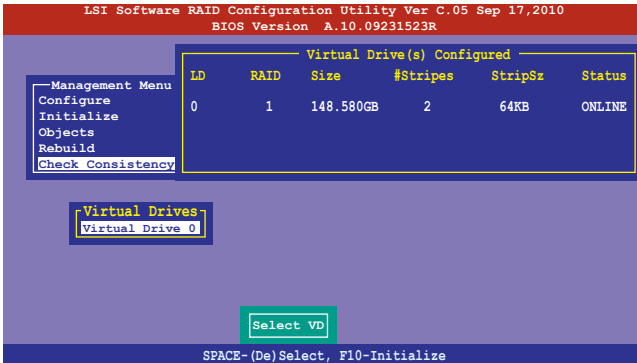 LSI Software RAID Configuration Utility Ver C.05 Sep 17,2010
BIOS Version A.10.09231523R
Virtual Drive(s) Configured
LD RAID Size #Stripes StripSz Status
0 1 148.580GB 2 64KB ONLINE
Management Menu
Configure
Initialize
Objects
Rebuild
Check Consistency
Virtual Drives
Virtual Drive 0
Select VD
SPACE-(De)Select, F10-Initialize